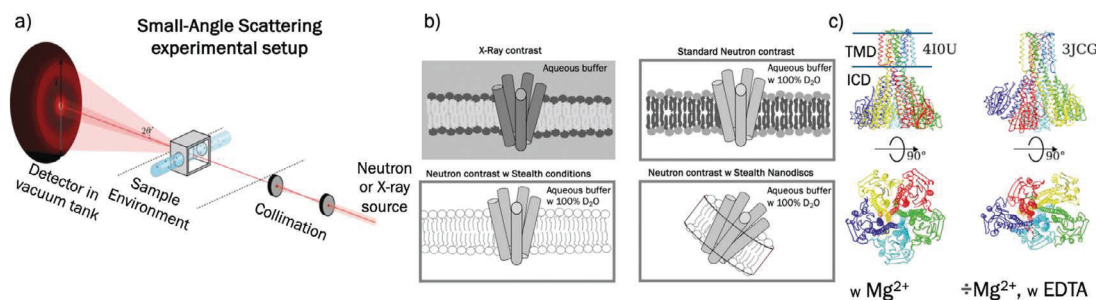 a)
Small-Angle Scattering
experimental setup
2θ
Detector in
vacuum tank
Sample
Environment
Collimation
Neutron
or X-ray
source
b)
X-Ray contrast
Aqueous buffer
Standard Neutron contrast
Aqueous buffer
w 100% D₂O
Neutron contrast w Stealth conditions
Aqueous buffer
w 100% D₂O
Neutron contrast w Stealth Nanodiscs
Aqueous buffer
w 100% D₂O
c)
TMD
4I0U
3JCG
ICD
90°
90°
w Mg²⁺
÷Mg²⁺, w EDTA